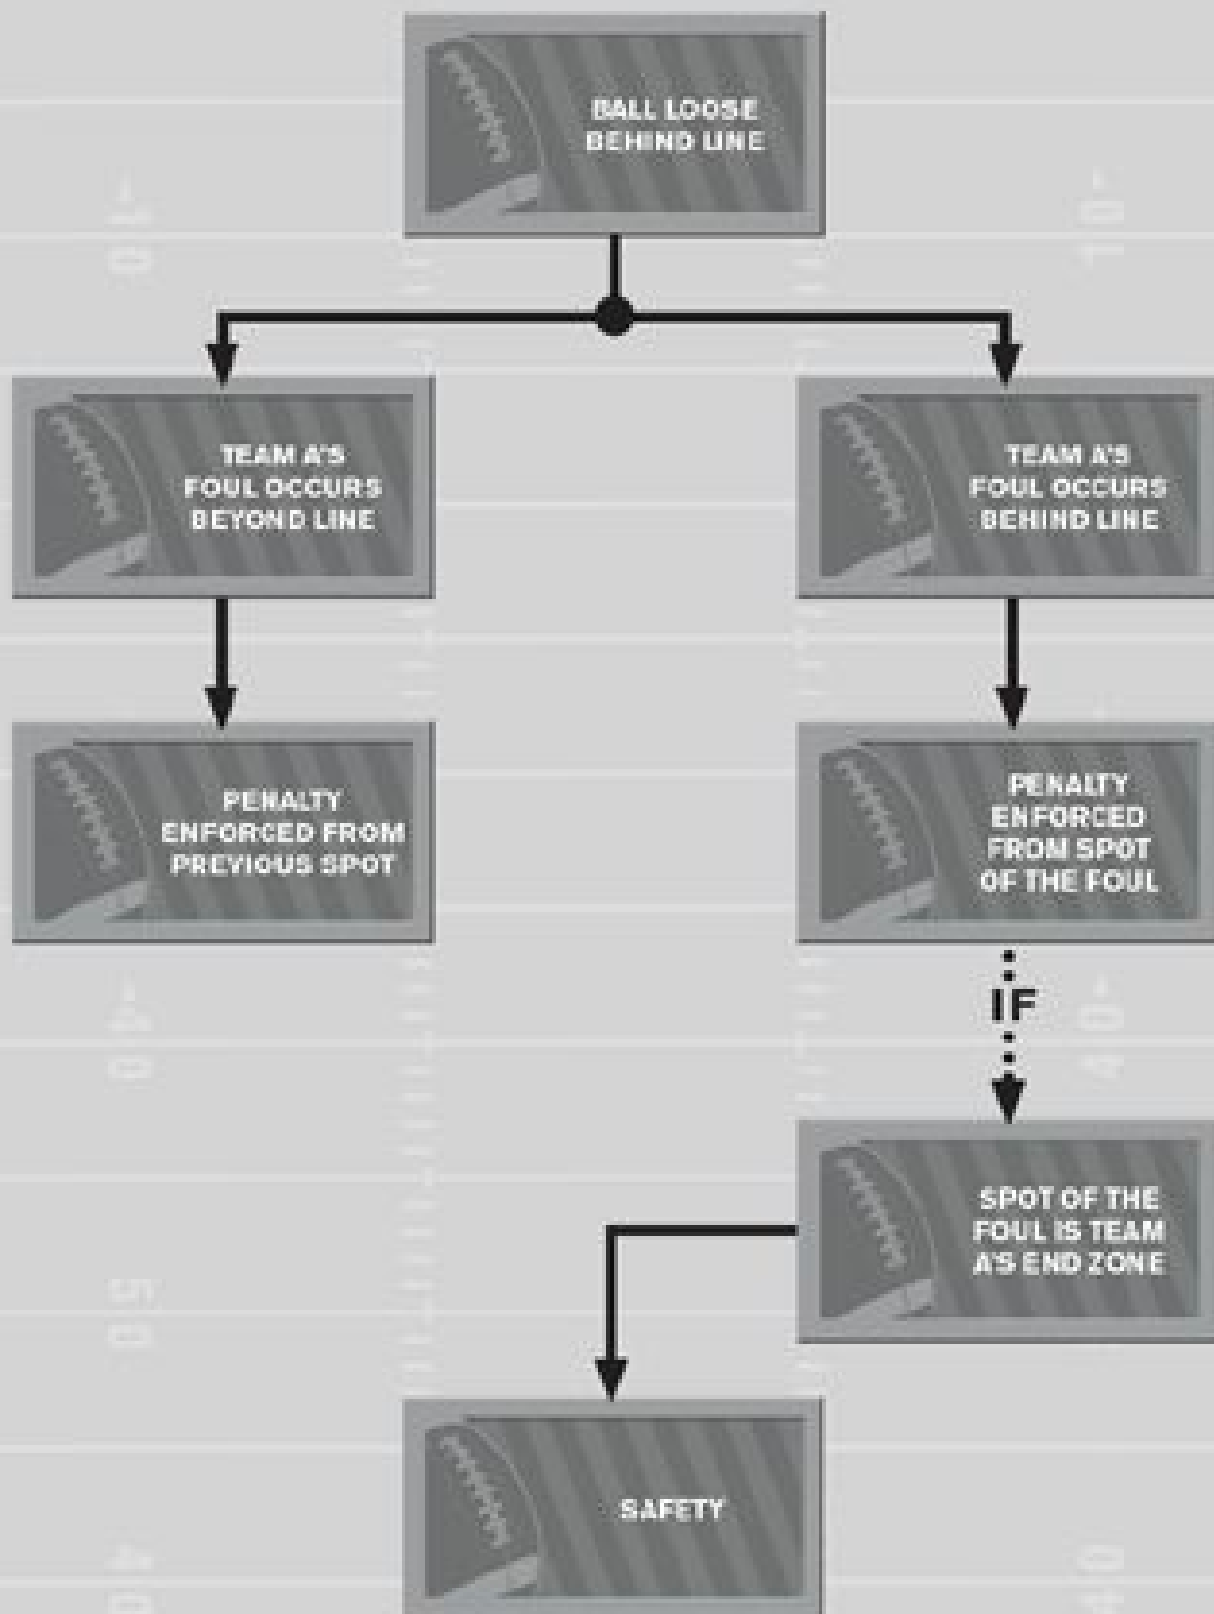 BALL LOOSE
BEHIND LINE
TEAM A'S
FOUL OCCURS
BEYOND LINE
TEAM A'S
FOUL OCCURS
BEHIND LINE
PENALTY
ENFORCED FROM
PREVIOUS SPOT
PENALTY
ENFORCED
FROM SPOT
OF THE FOUL
IF
SPOT OF THE
FOUL IS TEAM
A'S END ZONE
SAFETY